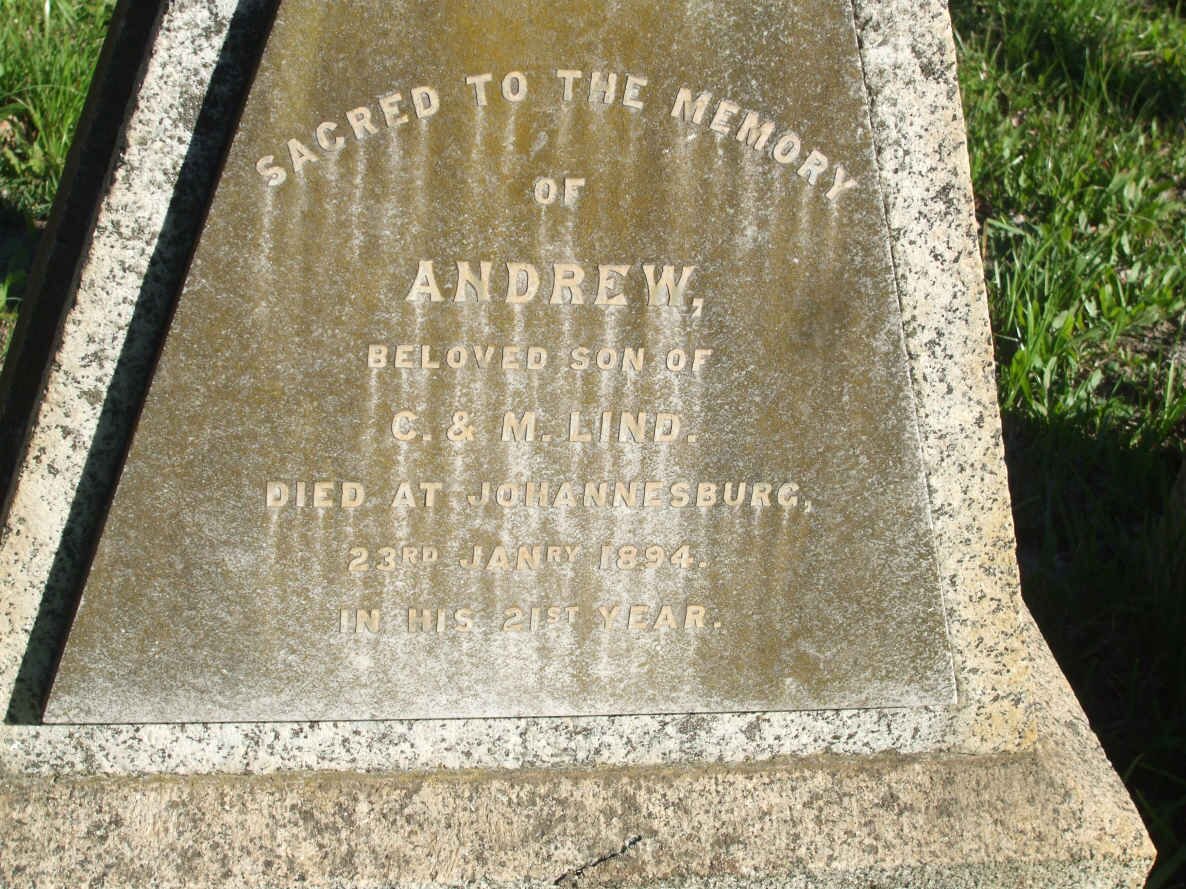 SACRED TO THE MEMORY
OF
ANDREW,
BELOVED SON OF
C. & M. LIND.
DIED AT JOHANNESBURG,
23RD JANRY 1894.
IN HIS 21ST YEAR.